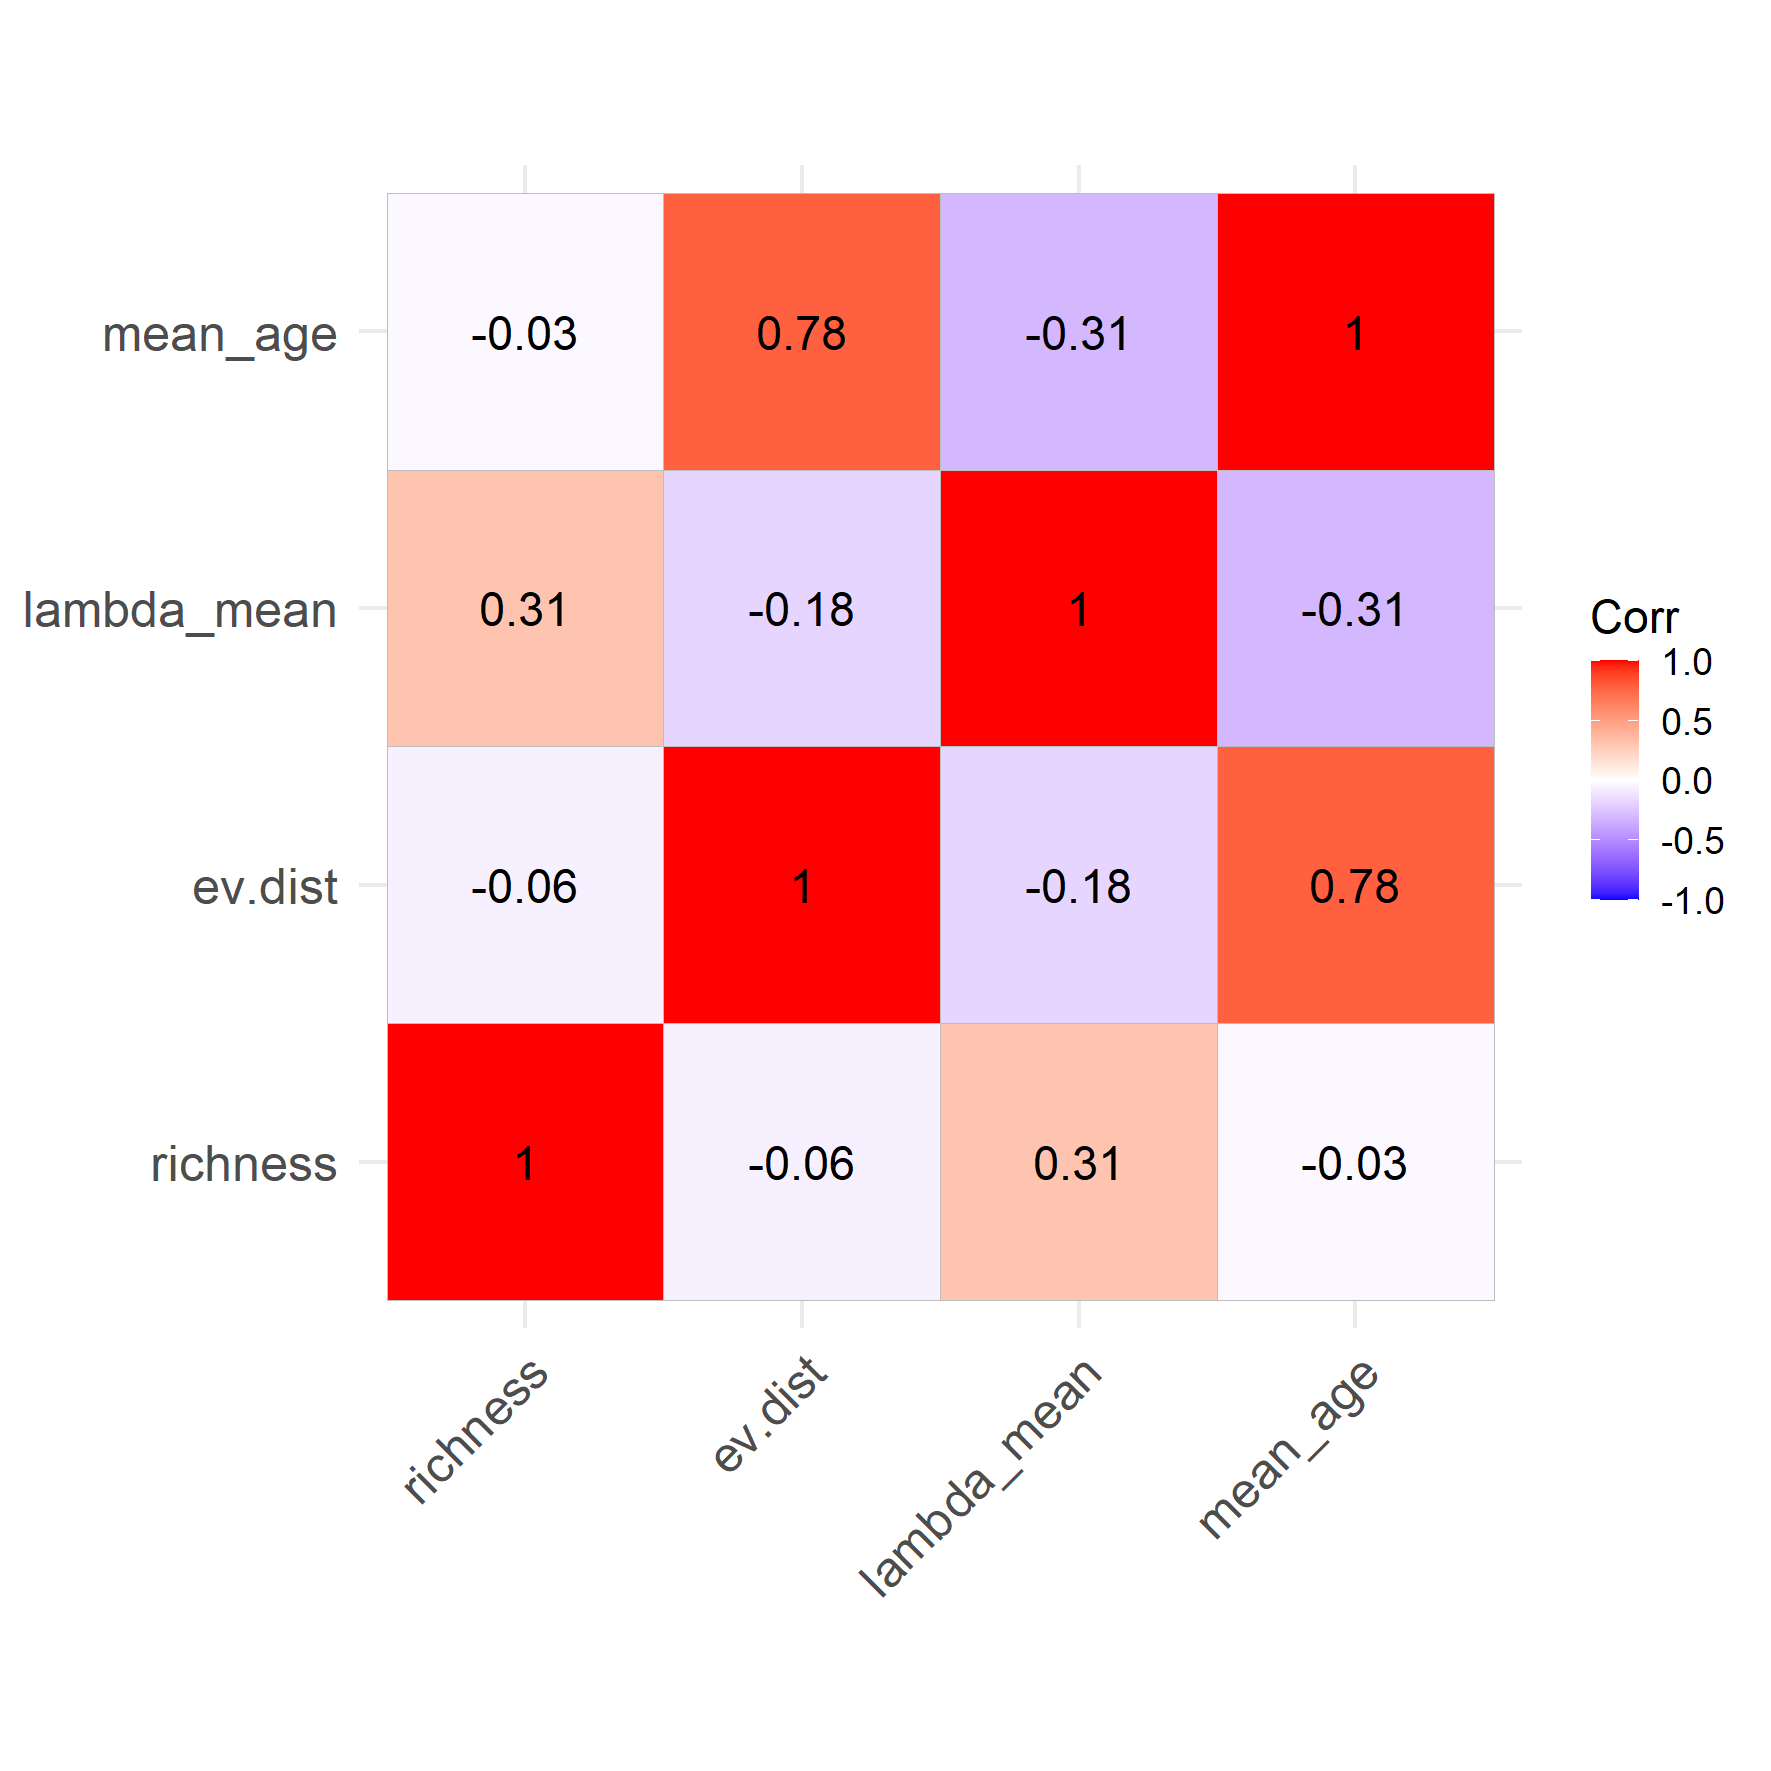 mean_age -0.03 0.78 -0.31 1
lambda_mean 0.31 -0.18 1 -0.31
ev.dist -0.06 1 -0.18 0.78
richness 1 -0.06 0.31 -0.03
richness ev.dist lambda_mean mean_age
Corr
1.0
0.5
0.0
-0.5
-1.0